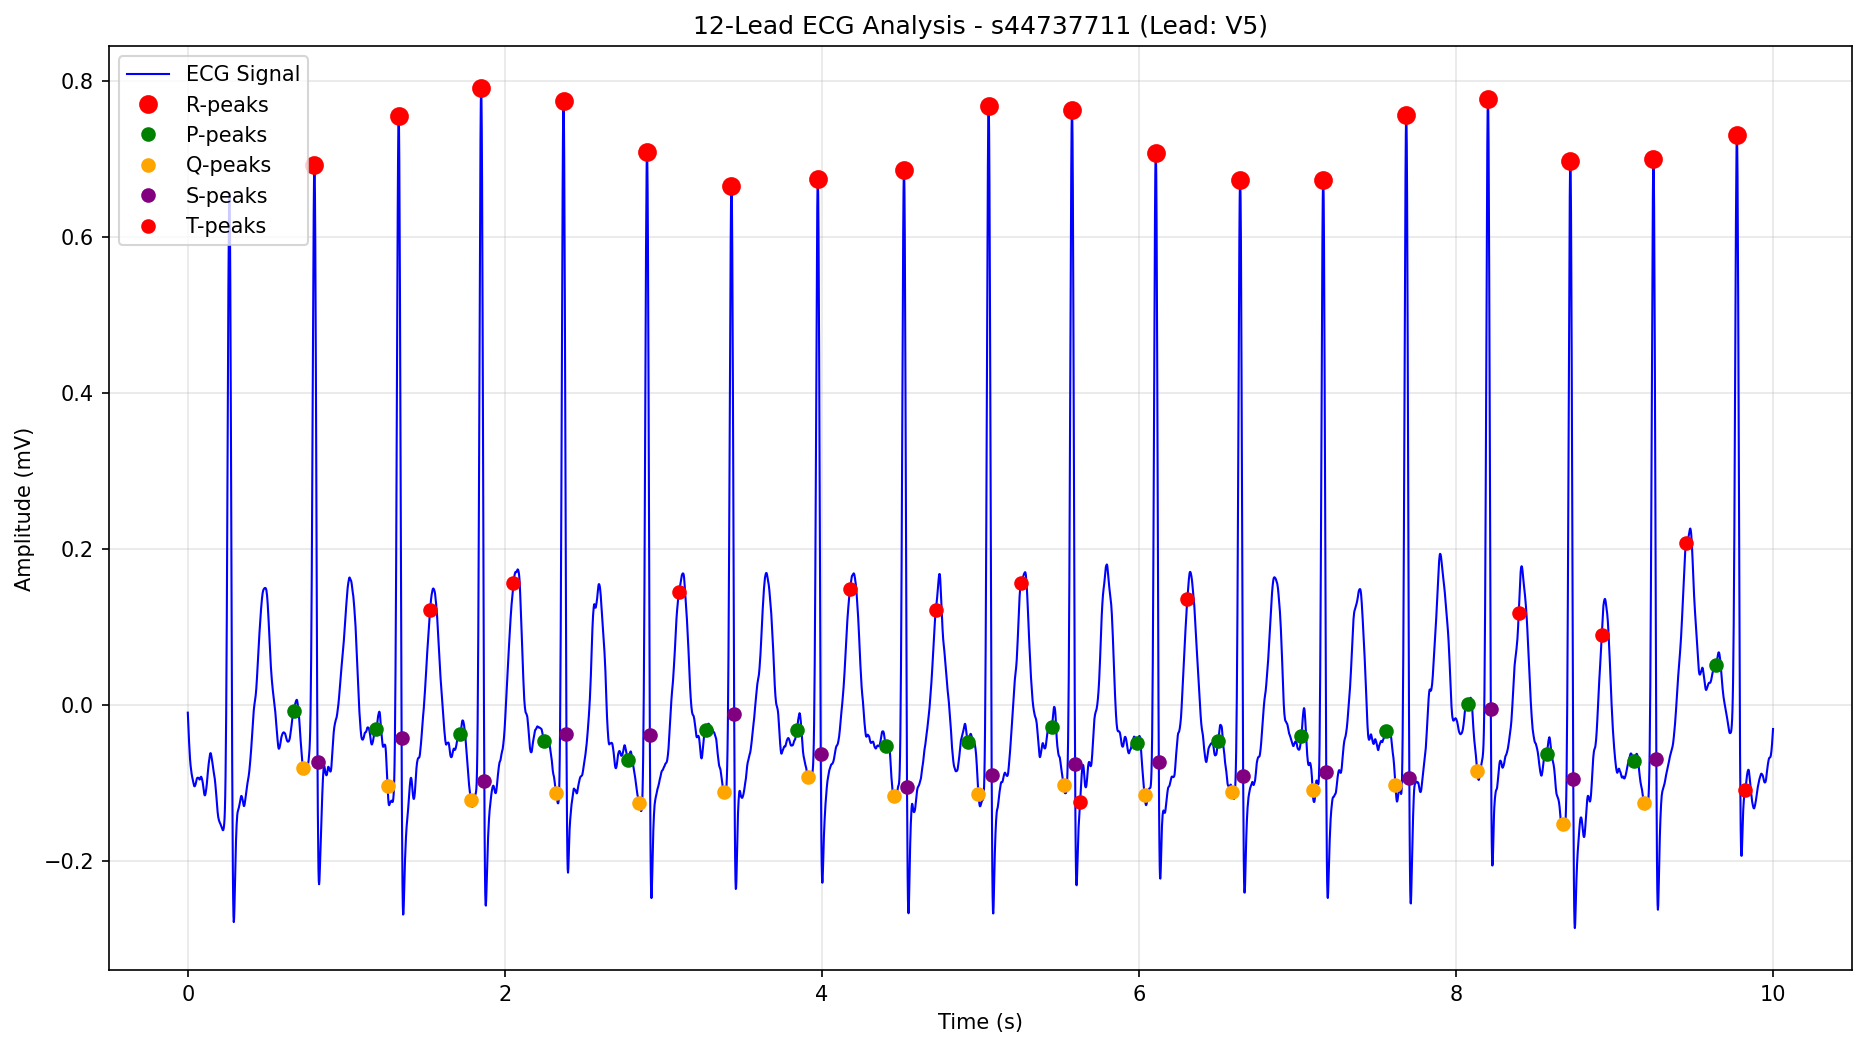 12-Lead ECG Analysis - s44737711 (Lead: V5)
ECG Signal
R-peaks
P-peaks
Q-peaks
S-peaks
T-peaks
0.8
0.6
0.4
0.2
0.0
−0.2
Amplitude (mV)
0 2 4 6 8 10
Time (s)